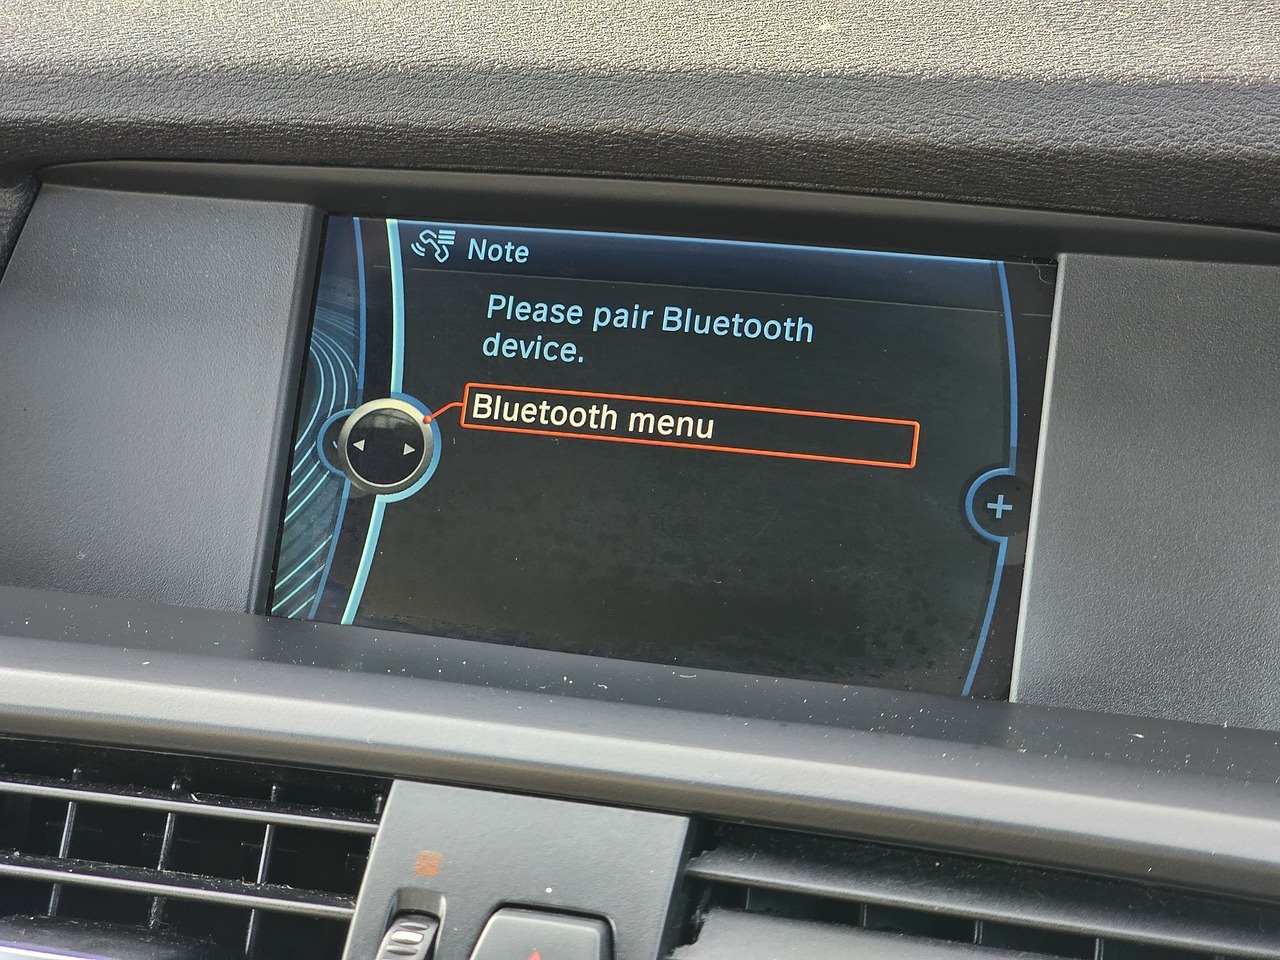 Note
Please pair Bluetooth
device.
Bluetooth menu
+